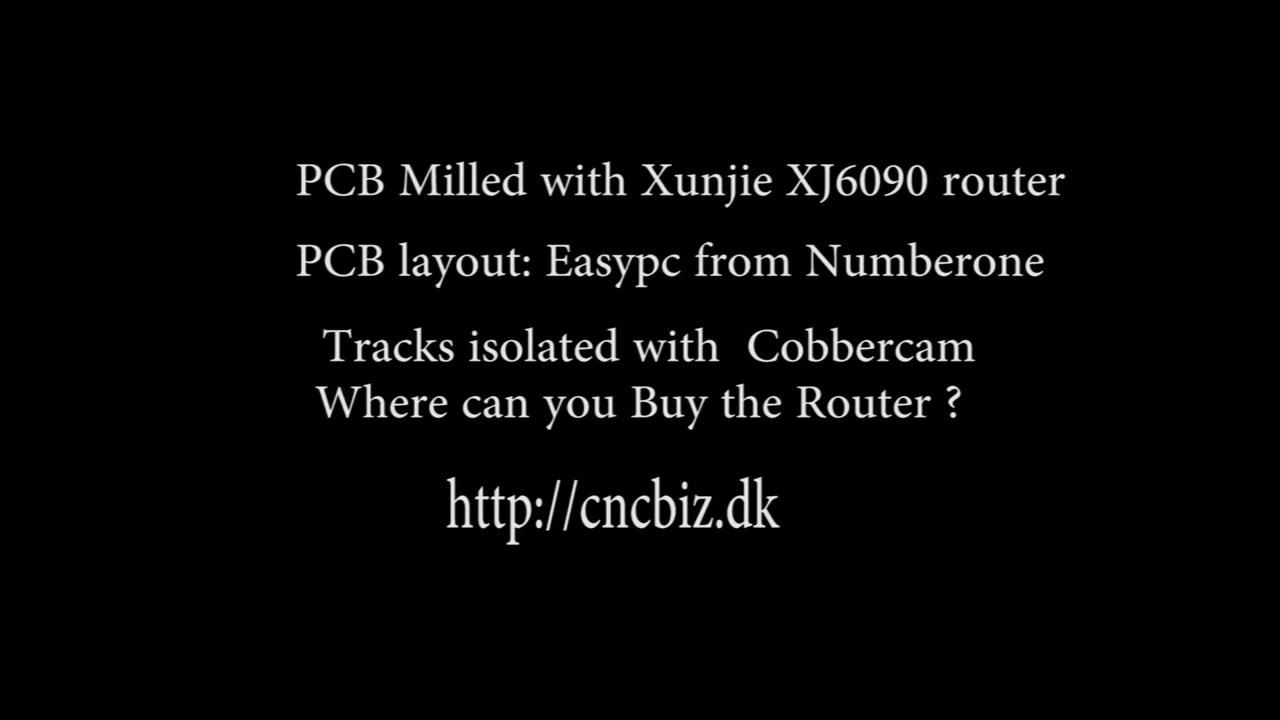 PCB Milled with Xunjie XJ6090 router
PCB layout: Easypc from Numberone
Tracks isolated with  Cobbercam
Where can you Buy the Router ?
http://cncbiz.dk